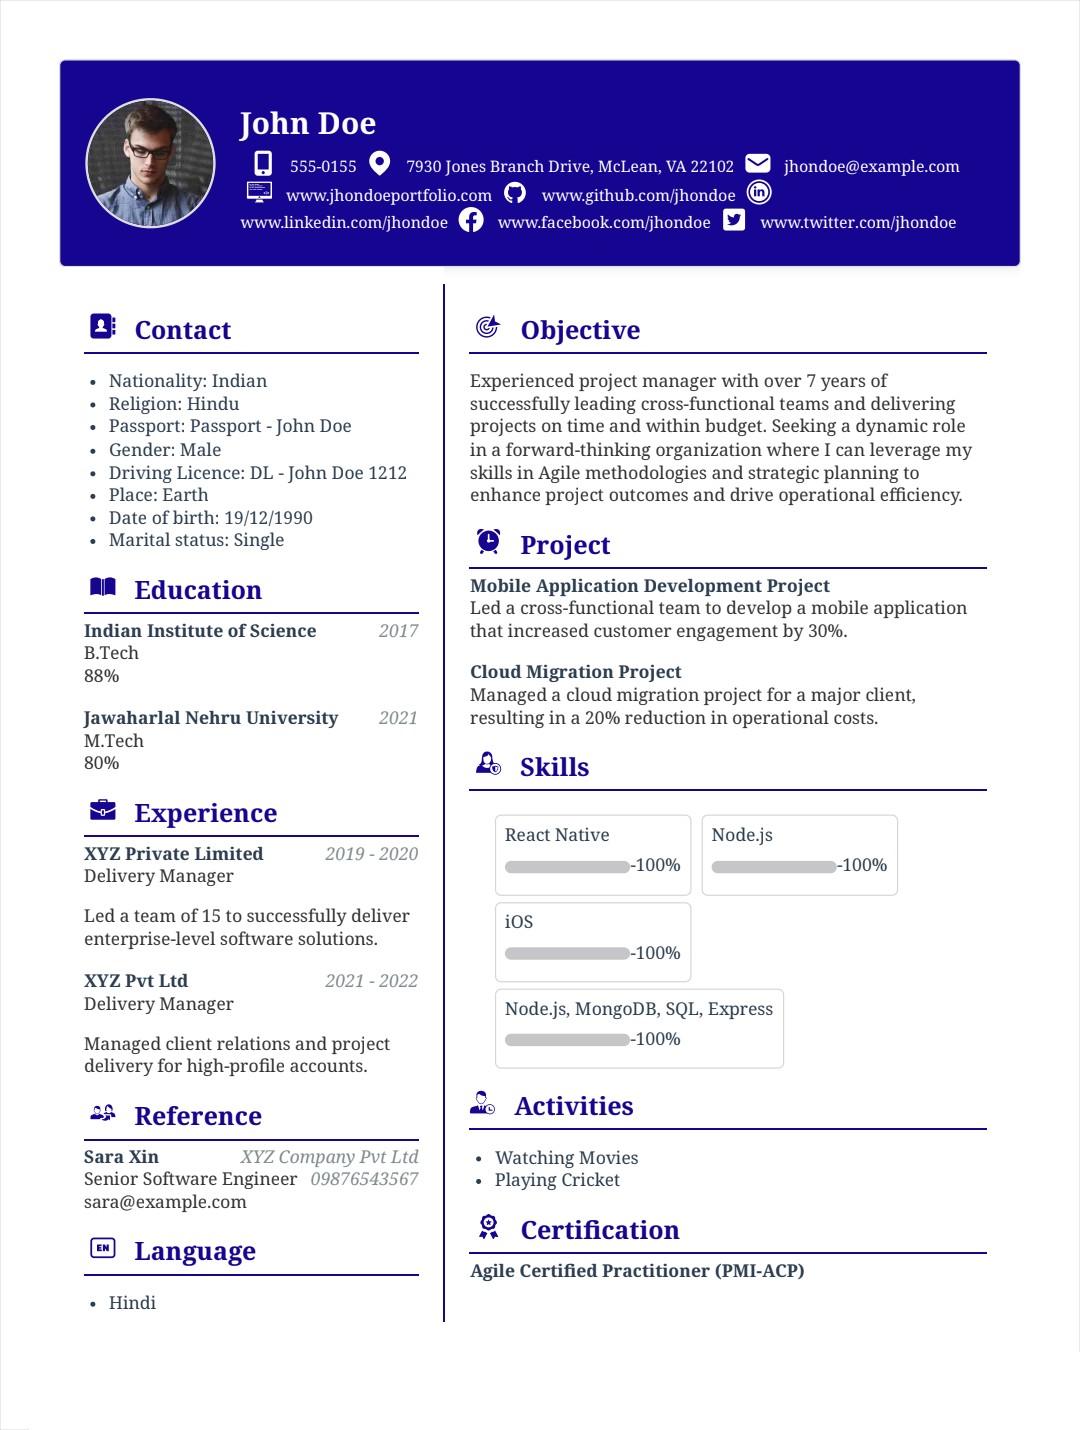 John Doe
555-0155 7930 Jones Branch Drive, McLean, VA 22102 jhondoe@example.com
www.jhondoeportfolio.com www.github.com/jhondoe
www.linkedin.com/jhondoe www.facebook.com/jhondoe www.twitter.com/jhondoe
Contact
• Nationality: Indian
• Religion: Hindu
• Passport: Passport - John Doe
• Gender: Male
• Driving Licence: DL - John Doe 1212
• Place: Earth
• Date of birth: 19/12/1990
• Marital status: Single
Education
Indian Institute of Science 2017
B.Tech
88%
Jawaharlal Nehru University 2021
M.Tech
80%
Experience
XYZ Private Limited 2019 - 2020
Delivery Manager
Led a team of 15 to successfully deliver
enterprise-level software solutions.
XYZ Pvt Ltd 2021 - 2022
Delivery Manager
Managed client relations and project
delivery for high-profile accounts.
Reference
Sara Xin XYZ Company Pvt Ltd
Senior Software Engineer 09876543567
sara@example.com
EN Language
• Hindi
Objective
Experienced project manager with over 7 years of
successfully leading cross-functional teams and delivering
projects on time and within budget. Seeking a dynamic role
in a forward-thinking organization where I can leverage my
skills in Agile methodologies and strategic planning to
enhance project outcomes and drive operational efficiency.
Project
Mobile Application Development Project
Led a cross-functional team to develop a mobile application
that increased customer engagement by 30%.
Cloud Migration Project
Managed a cloud migration project for a major client,
resulting in a 20% reduction in operational costs.
Skills
React Native
-100%
Node.js
-100%
iOS
-100%
Node.js, MongoDB, SQL, Express
-100%
Activities
• Watching Movies
• Playing Cricket
Certification
Agile Certified Practitioner (PMI-ACP)